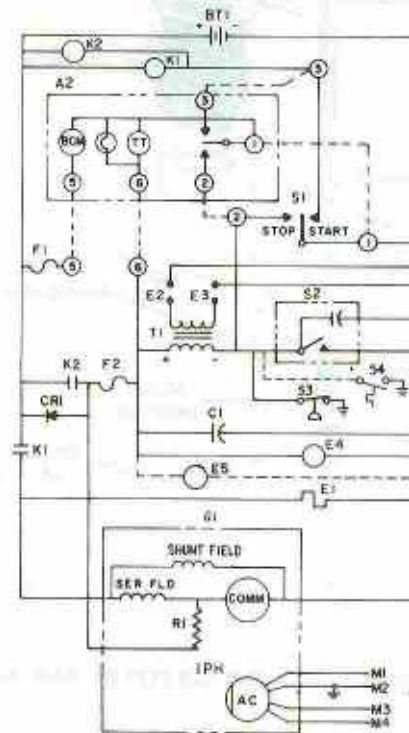 BT1
+ -
K2
K1
A2
3
3
BCM
TT
1
5
6
2
S1
2
STOP START
1
F1
5
6
E2 E3
S2
T1
+ -
K2 F2
S4
S3
CR1
C1
E4
K1
E5
E1
G1
SHUNT FIELD
SER FLD
COMM
R1
1PH
AC
M1
M2
M3
M4